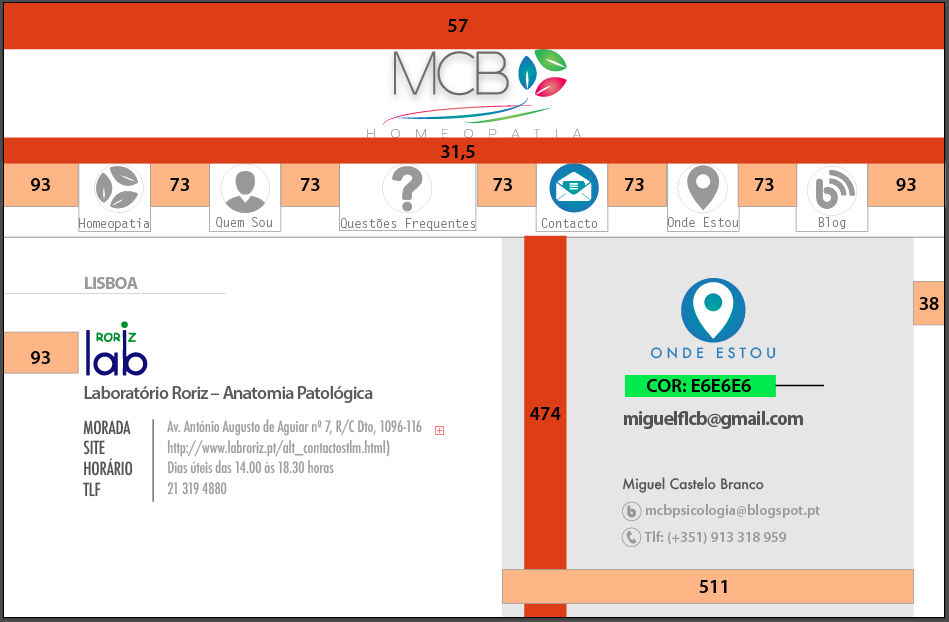 57
MCB
HOMEOPATIA
31,5
93 73 73 73 73 73 93
Homeopatia Quem Sou Questões Frequentes Contacto Onde Estou Blog
LISBOA
38
93
RORIZ
lab
ONDE ESTOU
COR: E6E6E6
Laboratório Roriz – Anatomia Patológica
474
miguelflcb@gmail.com
MORADA Av. António Augusto de Aguiar nº 7, R/C Dto, 1096-116
SITE http://www.labroriz.pt/alt_contactostlm.html)
HORÁRIO Dias úteis das 14.00 às 18.30 horas
TLF 21 319 4880
Miguel Castelo Branco
mcbpsicologia@blogspot.pt
Tlf: (+351) 913 318 959
511